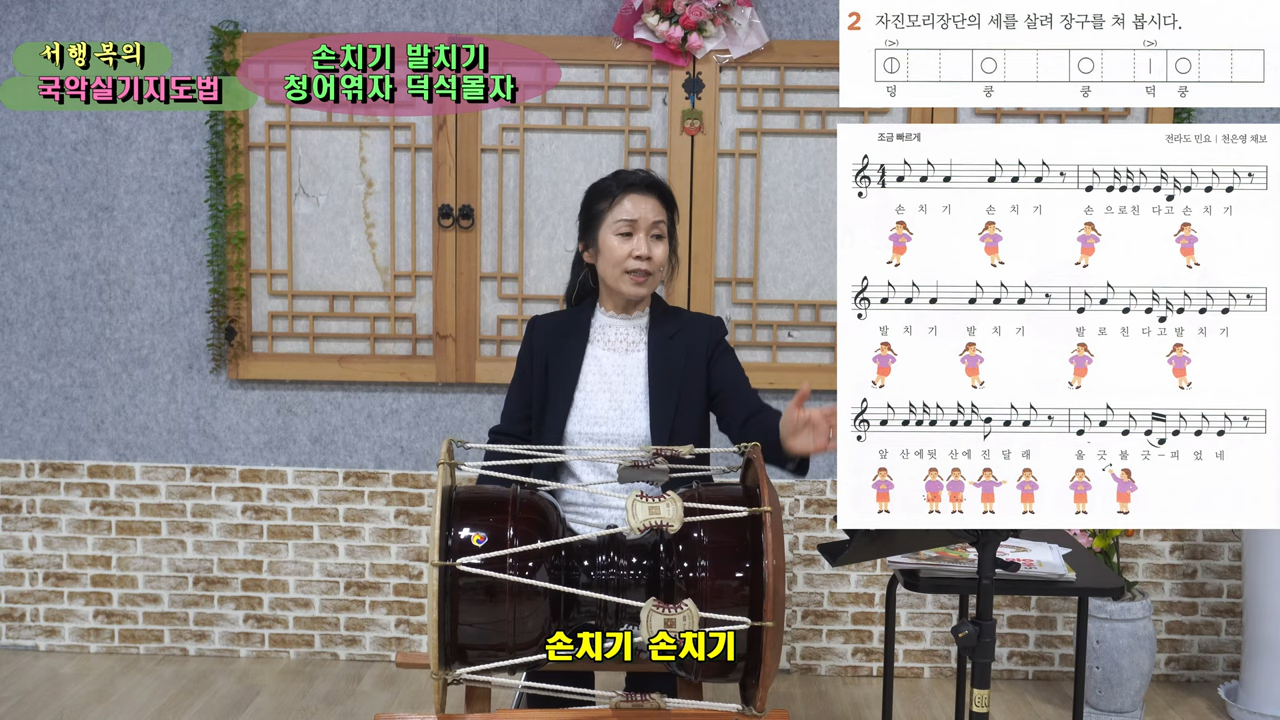 서행복의
국악실기지도법
손치기 발치기
청어엮자 덕석몰자
2 자진모리장단의 세를 살려 장구를 쳐 봅시다.
(>) (>)
덩 쿵 쿵 덕 쿵
조금 빠르게
전라도 민요 | 천은영 채보
4
4
손 치 기 손 치 기 손 으로친 다고 손 치 기
발 치 기 발 치 기 발 로 친 다 고 발 치 기
앞 산에뒷 산에 진 달 래 울 긋 불 긋 – 피 었 네
손치기 손치기